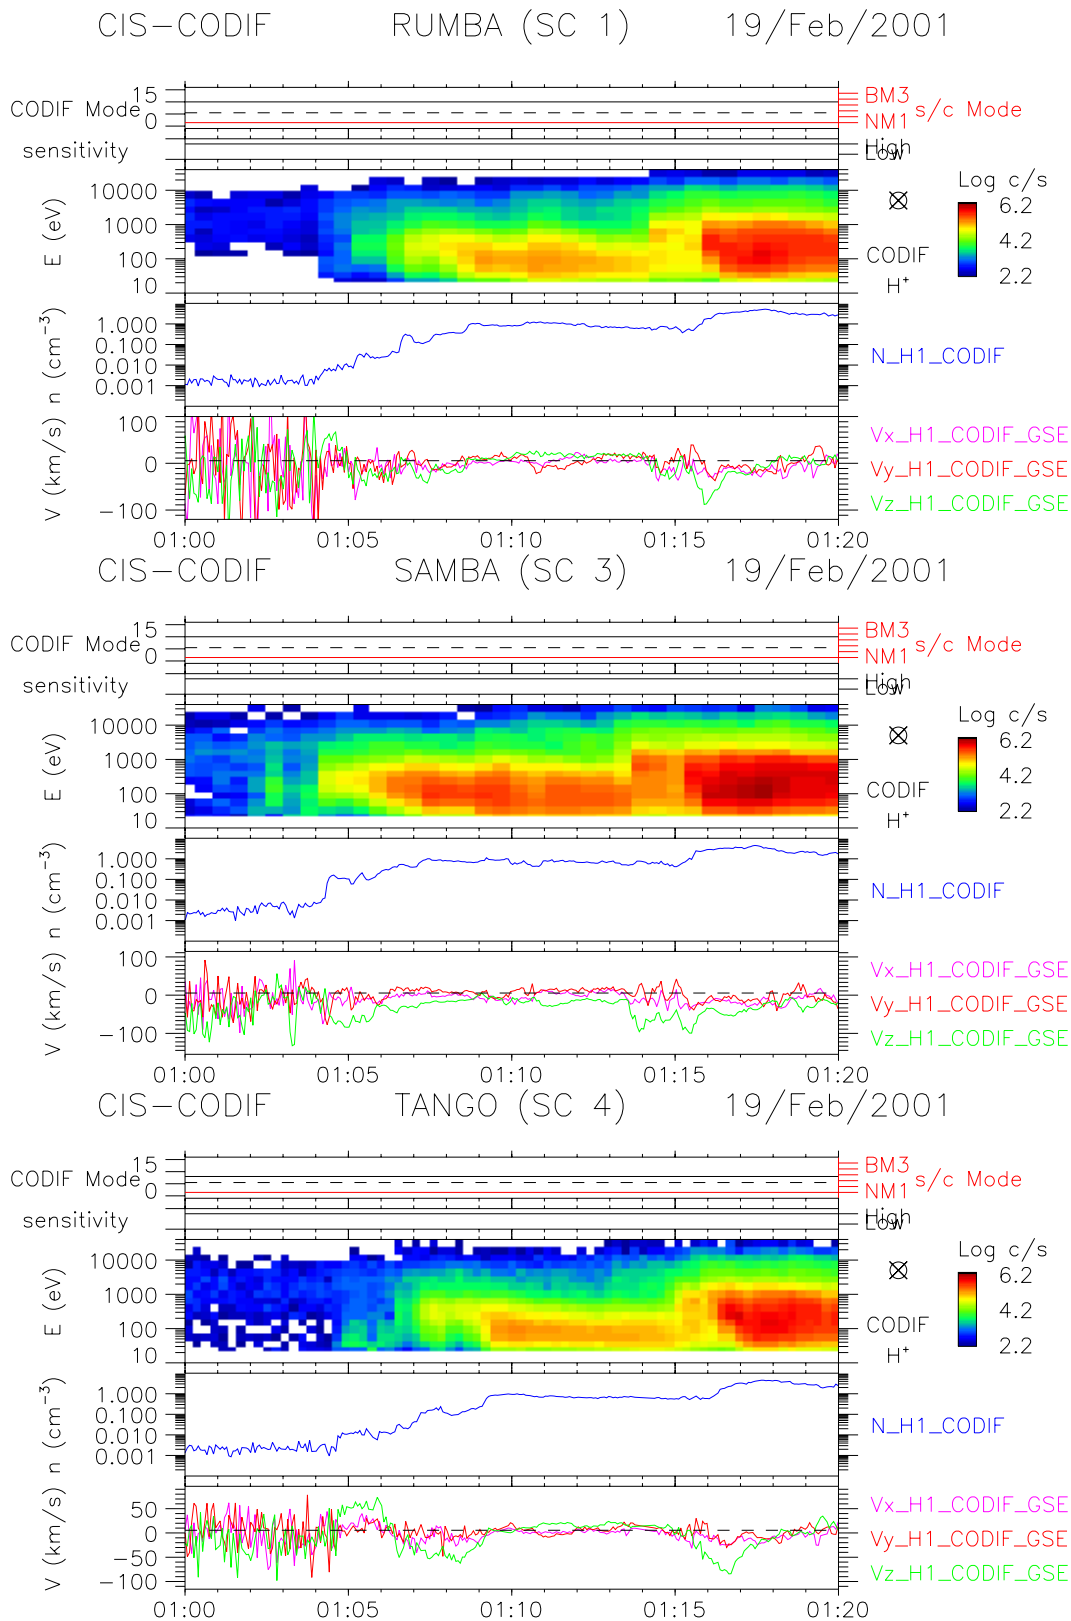 CIS-CODIF RUMBA (SC 1) 19/Feb/2001
15 BM3
CODIF Mode s/c Mode
0 NM1
sensitivity High
Low
Log c/s
10000 6.2
1000 4.2
E (eV) 100 CODIF
10 2.2
H+
1.000
0.100
n (cm-3) N_H1_CODIF
0.010
0.001
100 Vx_H1_CODIF_GSE
V (km/s) 0 Vy_H1_CODIF_GSE
-100 Vz_H1_CODIF_GSE
01:00 01:05 01:10 01:15 01:20
CIS-CODIF SAMBA (SC 3) 19/Feb/2001
15 BM3
CODIF Mode s/c Mode
0 NM1
sensitivity High
Low
Log c/s
10000 6.2
1000 4.2
E (eV) 100 CODIF
10 2.2
H+
1.000
0.100
n (cm-3) N_H1_CODIF
0.010
0.001
100 Vx_H1_CODIF_GSE
V (km/s) 0 Vy_H1_CODIF_GSE
-100 Vz_H1_CODIF_GSE
01:00 01:05 01:10 01:15 01:20
CIS-CODIF TANGO (SC 4) 19/Feb/2001
15 BM3
CODIF Mode s/c Mode
0 NM1
sensitivity High
Low
Log c/s
10000 6.2
1000 4.2
E (eV) 100 CODIF
10 2.2
H+
1.000
0.100
n (cm-3) N_H1_CODIF
0.010
0.001
50 Vx_H1_CODIF_GSE
V (km/s) 0 Vy_H1_CODIF_GSE
-50 Vz_H1_CODIF_GSE
-100
01:00 01:05 01:10 01:15 01:20